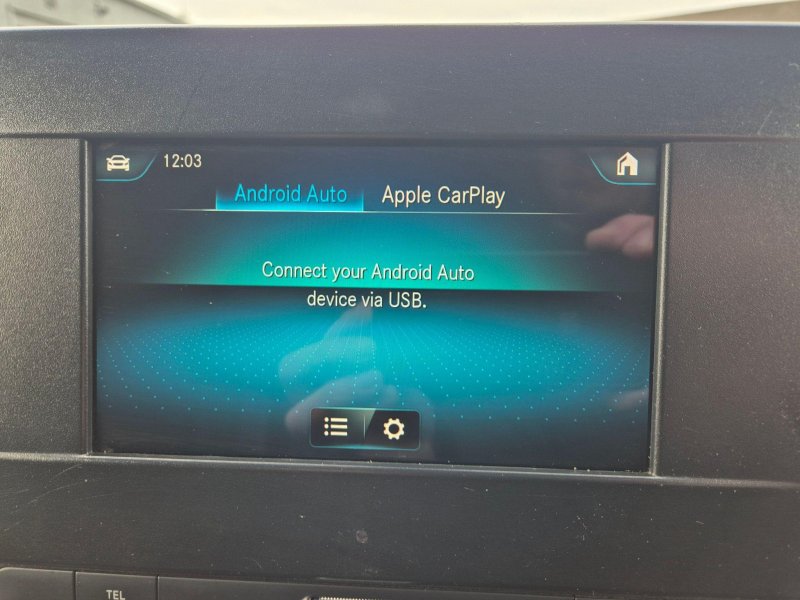 12:03
Android Auto Apple CarPlay
Connect your Android Auto
device via USB.
TEL